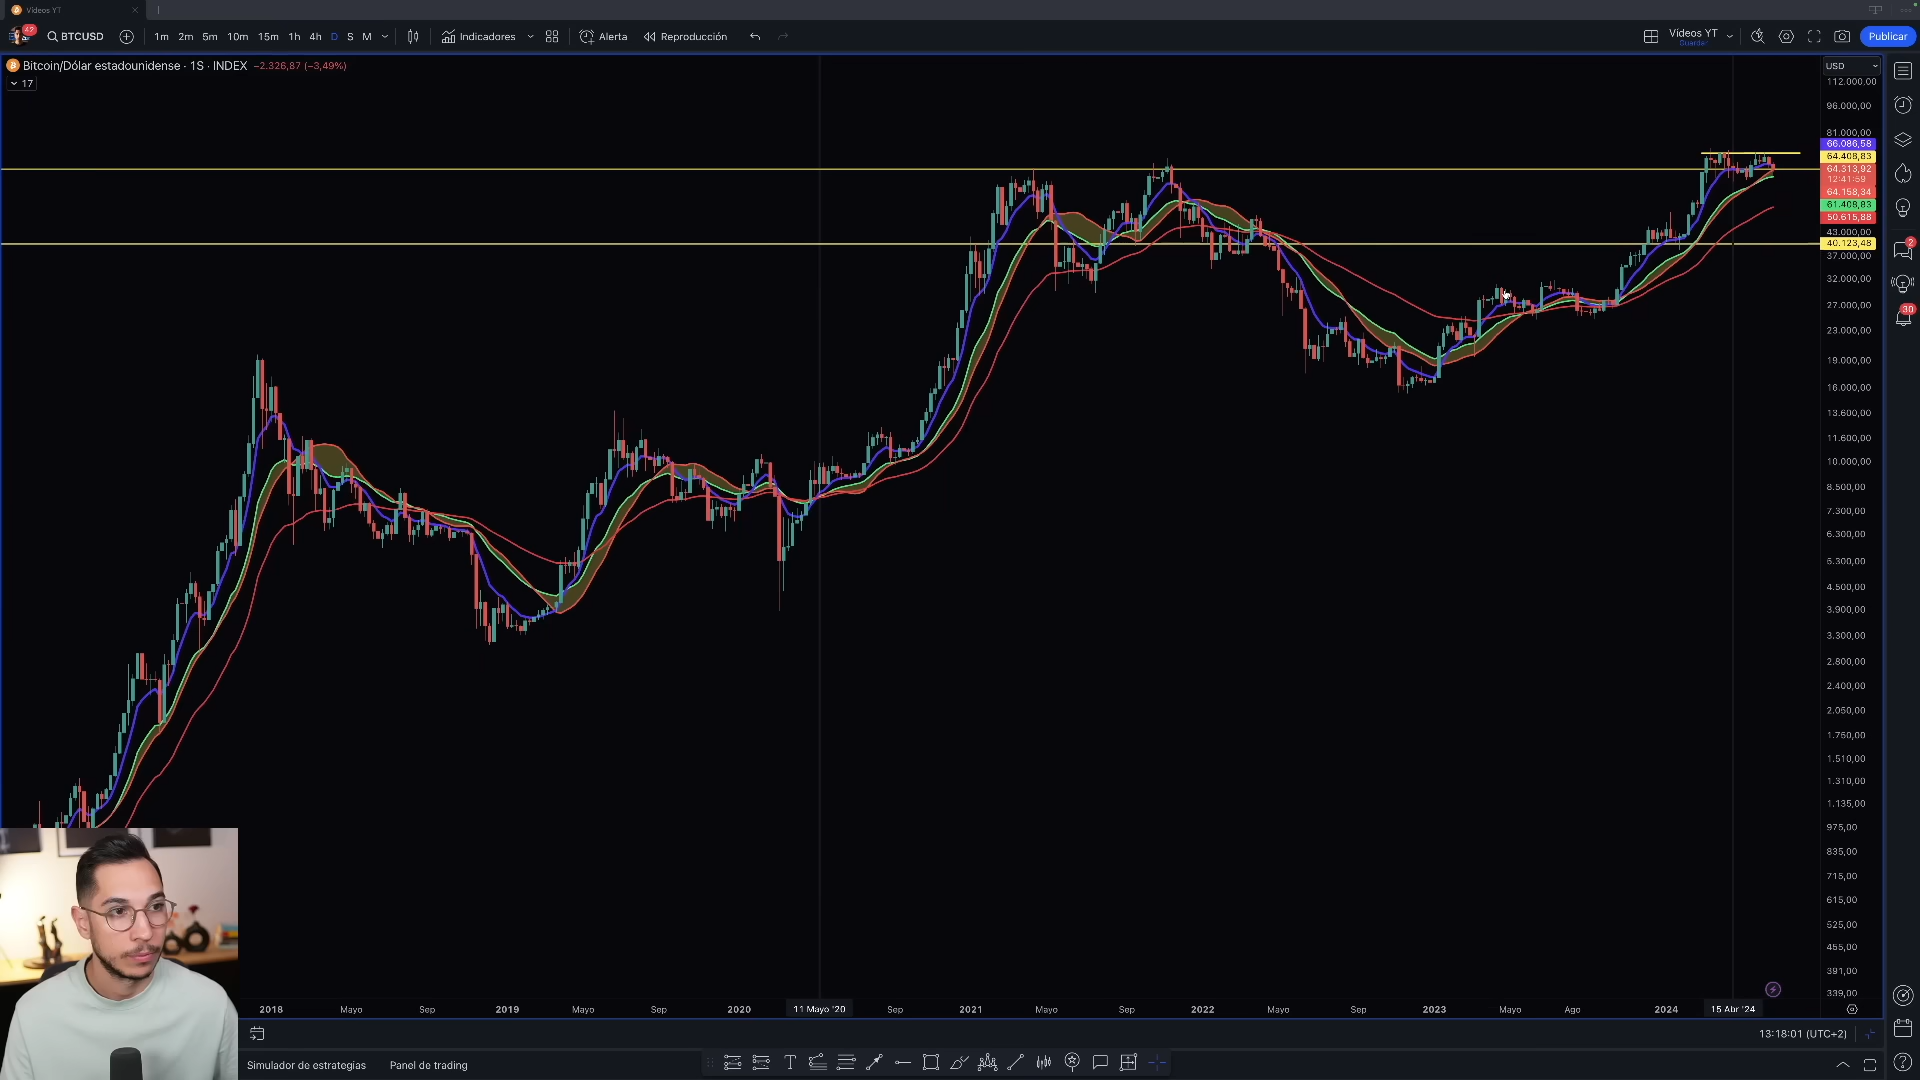 Vídeos YT
42
BTCUSD
1m
2m
5m
10m
15m
1h
4h
D
S
M
Indicadores
Alerta
Reproducción
Vídeos YT
Guardar
Publicar
Bitcoin/Dólar estadounidense · 1S · INDEX −2.326,87 (−3,49%)
17
USD
112.000,00
96.000,00
81.000,00
66.086,58
64.408,83
64.313,92
12:41:59
64.158,34
61.408,83
50.615,88
43.000,00
40.123,48
37.000,00
32.000,00
27.000,00
23.000,00
19.000,00
16.000,00
13.600,00
11.600,00
10.000,00
8.500,00
7.300,00
6.300,00
5.300,00
4.500,00
3.900,00
3.300,00
2.800,00
2.400,00
2.050,00
1.750,00
1.510,00
1.310,00
1.135,00
975,00
835,00
715,00
615,00
525,00
455,00
391,00
339,00
2
30
2018
Mayo
Sep
2019
Mayo
Sep
2020
11 Mayo '20
Sep
2021
Mayo
Sep
2022
Mayo
Sep
2023
Mayo
Ago
2024
15 Abr '24
13:18:01 (UTC+2)
Simulador de estrategias
Panel de trading